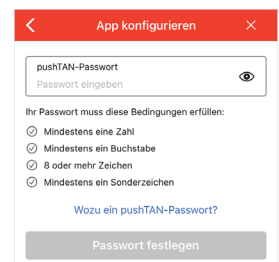 App konfigurieren
pushTAN-Passwort
Passwort eingeben
Ihr Passwort muss diese Bedingungen erfüllen:
Mindestens eine Zahl
Mindestens ein Buchstabe
8 oder mehr Zeichen
Mindestens ein Sonderzeichen
Wozu ein pushTAN-Passwort?
Passwort festlegen